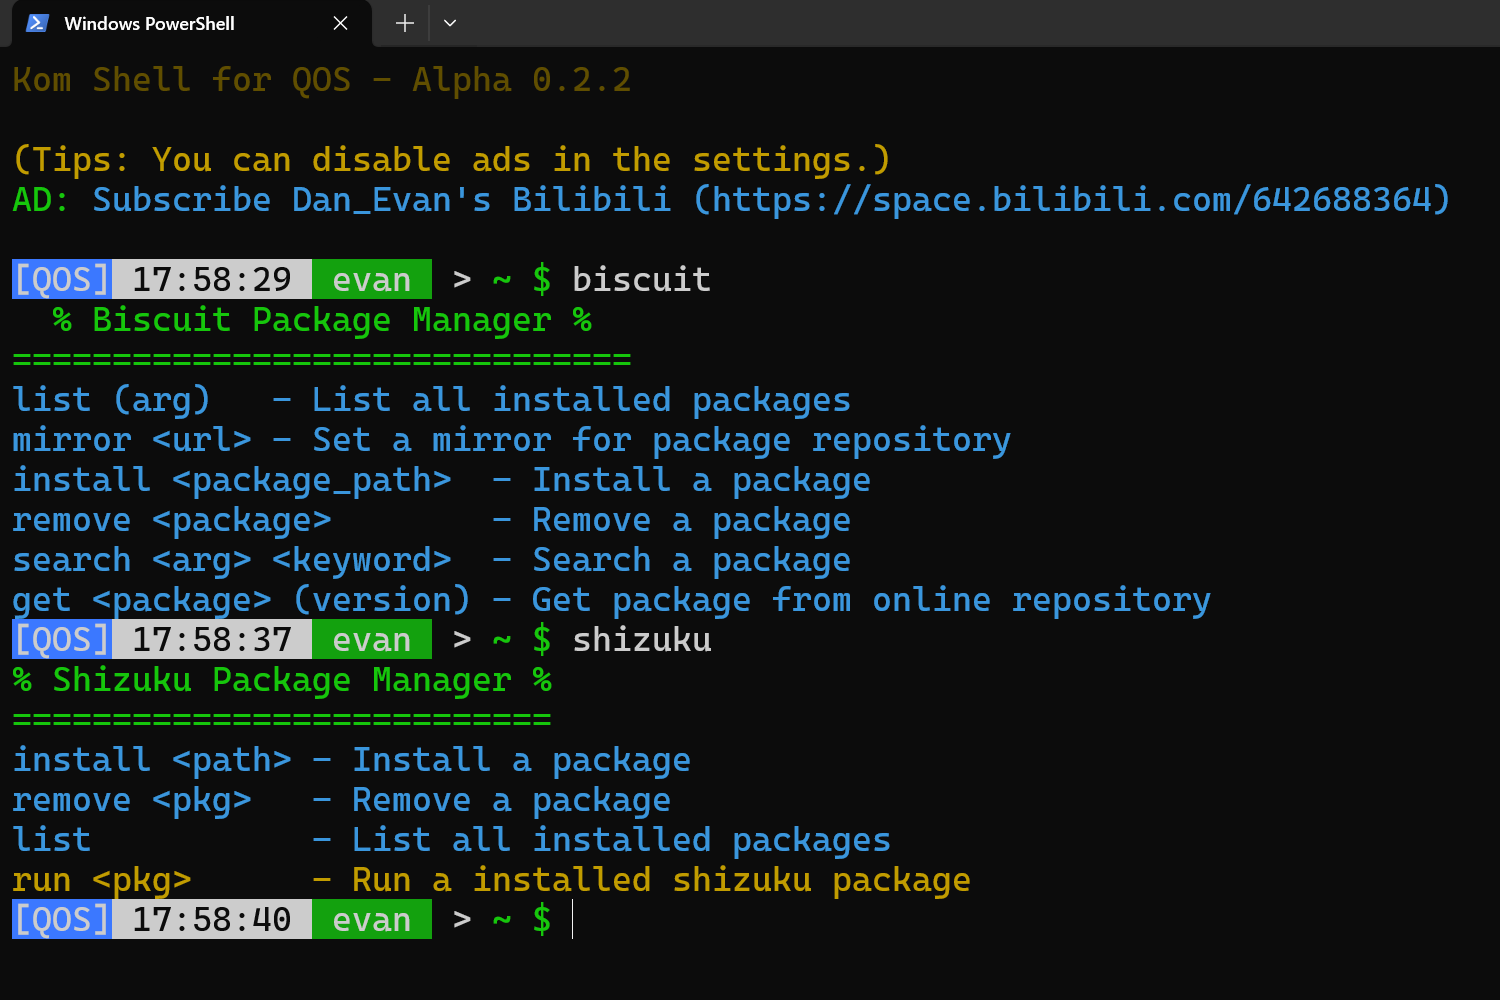 Windows PowerShell
Kom Shell for QOS - Alpha 0.2.2
(Tips: You can disable ads in the settings.)
AD: Subscribe Dan_Evan's Bilibili (https://space.bilibili.com/642688364)
[QOS] 17:58:29 evan > ~ $ biscuit
  % Biscuit Package Manager %
===============================
list (arg)   - List all installed packages
mirror <url> - Set a mirror for package repository
install <package_path>  - Install a package
remove <package>        - Remove a package
search <arg> <keyword>  - Search a package
get <package> (version) - Get package from online repository
[QOS] 17:58:37 evan > ~ $ shizuku
% Shizuku Package Manager %
===========================
install <path> - Install a package
remove <pkg>   - Remove a package
list           - List all installed packages
run <pkg>      - Run a installed shizuku package
[QOS] 17:58:40 evan > ~ $